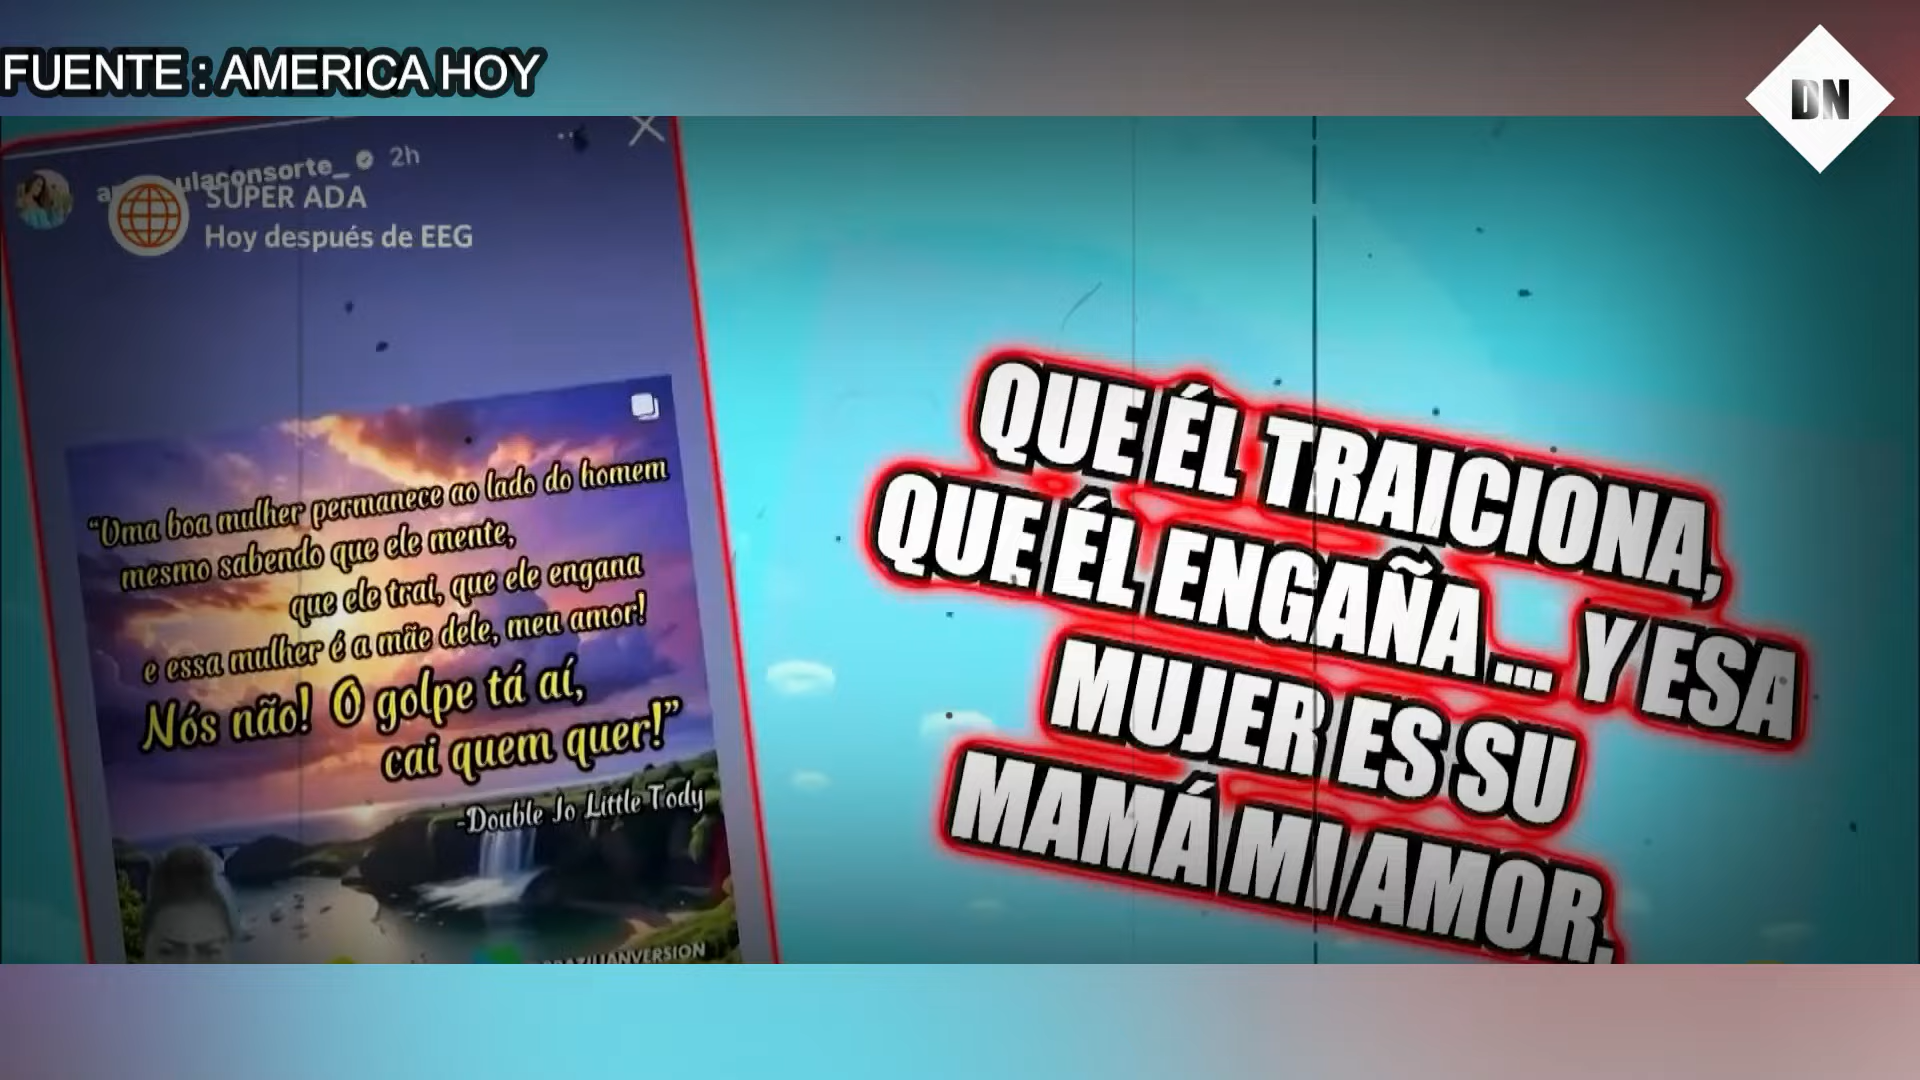 FUENTE : AMERICA HOY
DN
ulaconsorte_ 2h
SUPER ADA
Hoy después de EEG
“Uma boa mulher permanece ao lado do homem
mesmo sabendo que ele mente,
que ele trai, que ele engana
e essa mulher é a mãe dele, meu amor!
Nós não! O golpe tá aí,
cai quem quer!”
-Double Jo Little Tody
QUE ÉL TRAICIONA,
QUE ÉL ENGAÑA ... Y ESA
MUJER ES SU
MAMÁ MI AMOR.